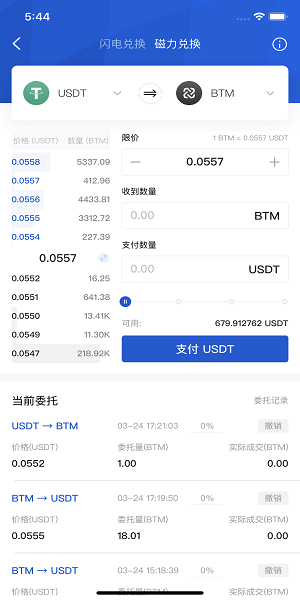 5:44
闪电兑换 磁力兑换
USDT BTM
价格 (USDT) 数量 (BTM)
0.0558 5337.09
0.0557 412.96
0.0556 4433.81
0.0555 3312.72
0.0554 227.39
0.0557
0.0552 16.25
0.0551 641.38
0.0550 13.41K
0.0549 11.30K
0.0547 218.92K
限价 1 BTM = 0.0557 USDT
— 0.0557 +
收到数量
0.00 BTM
支付数量
0.00 USDT
可用: 679.912762 USDT
支付 USDT
当前委托 委托记录
USDT → BTM 03-24 17:21:03 0% 撤销
价格(USDT) 委托量(BTM) 实际成交(BTM)
0.0552 1.00 0.00
BTM → USDT 03-24 17:19:50 0% 撤销
价格(USDT) 委托量(BTM) 实际成交(BTM)
0.0555 18.01 0.00
BTM → USDT 03-24 15:18:39 0% 撤销
价格(USDT) 委托量(BTM) 实际成交(BTM)